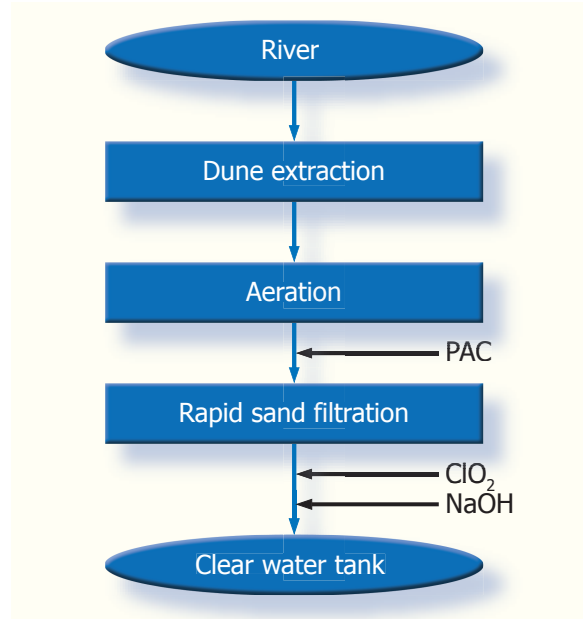 River
Dune extraction
Aeration
PAC
Rapid sand filtration
ClO₂
NaOH
Clear water tank